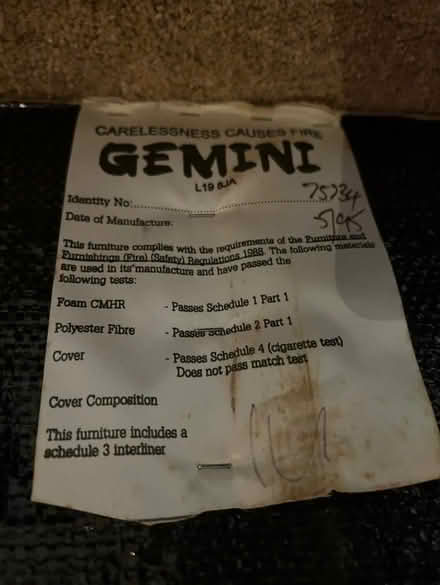 CARELESSNESS CAUSES FIRE
GEMINI
L19 8JA
Identity No: 75734
Date of Manufacture. 5/95
This furniture complies with the requirements of the Furniture and
Furnishings (Fire) (Safety) Regulations 1988. The following materials
are used in its manufacture and have passed the
following tests:
Foam CMHR - Passes Schedule 1 Part 1
Polyester Fibre - Passes Schedule 2 Part 1
Cover - Passes Schedule 4 (cigarette test)
Does not pass match test
Cover Composition
This furniture includes a
schedule 3 interliner